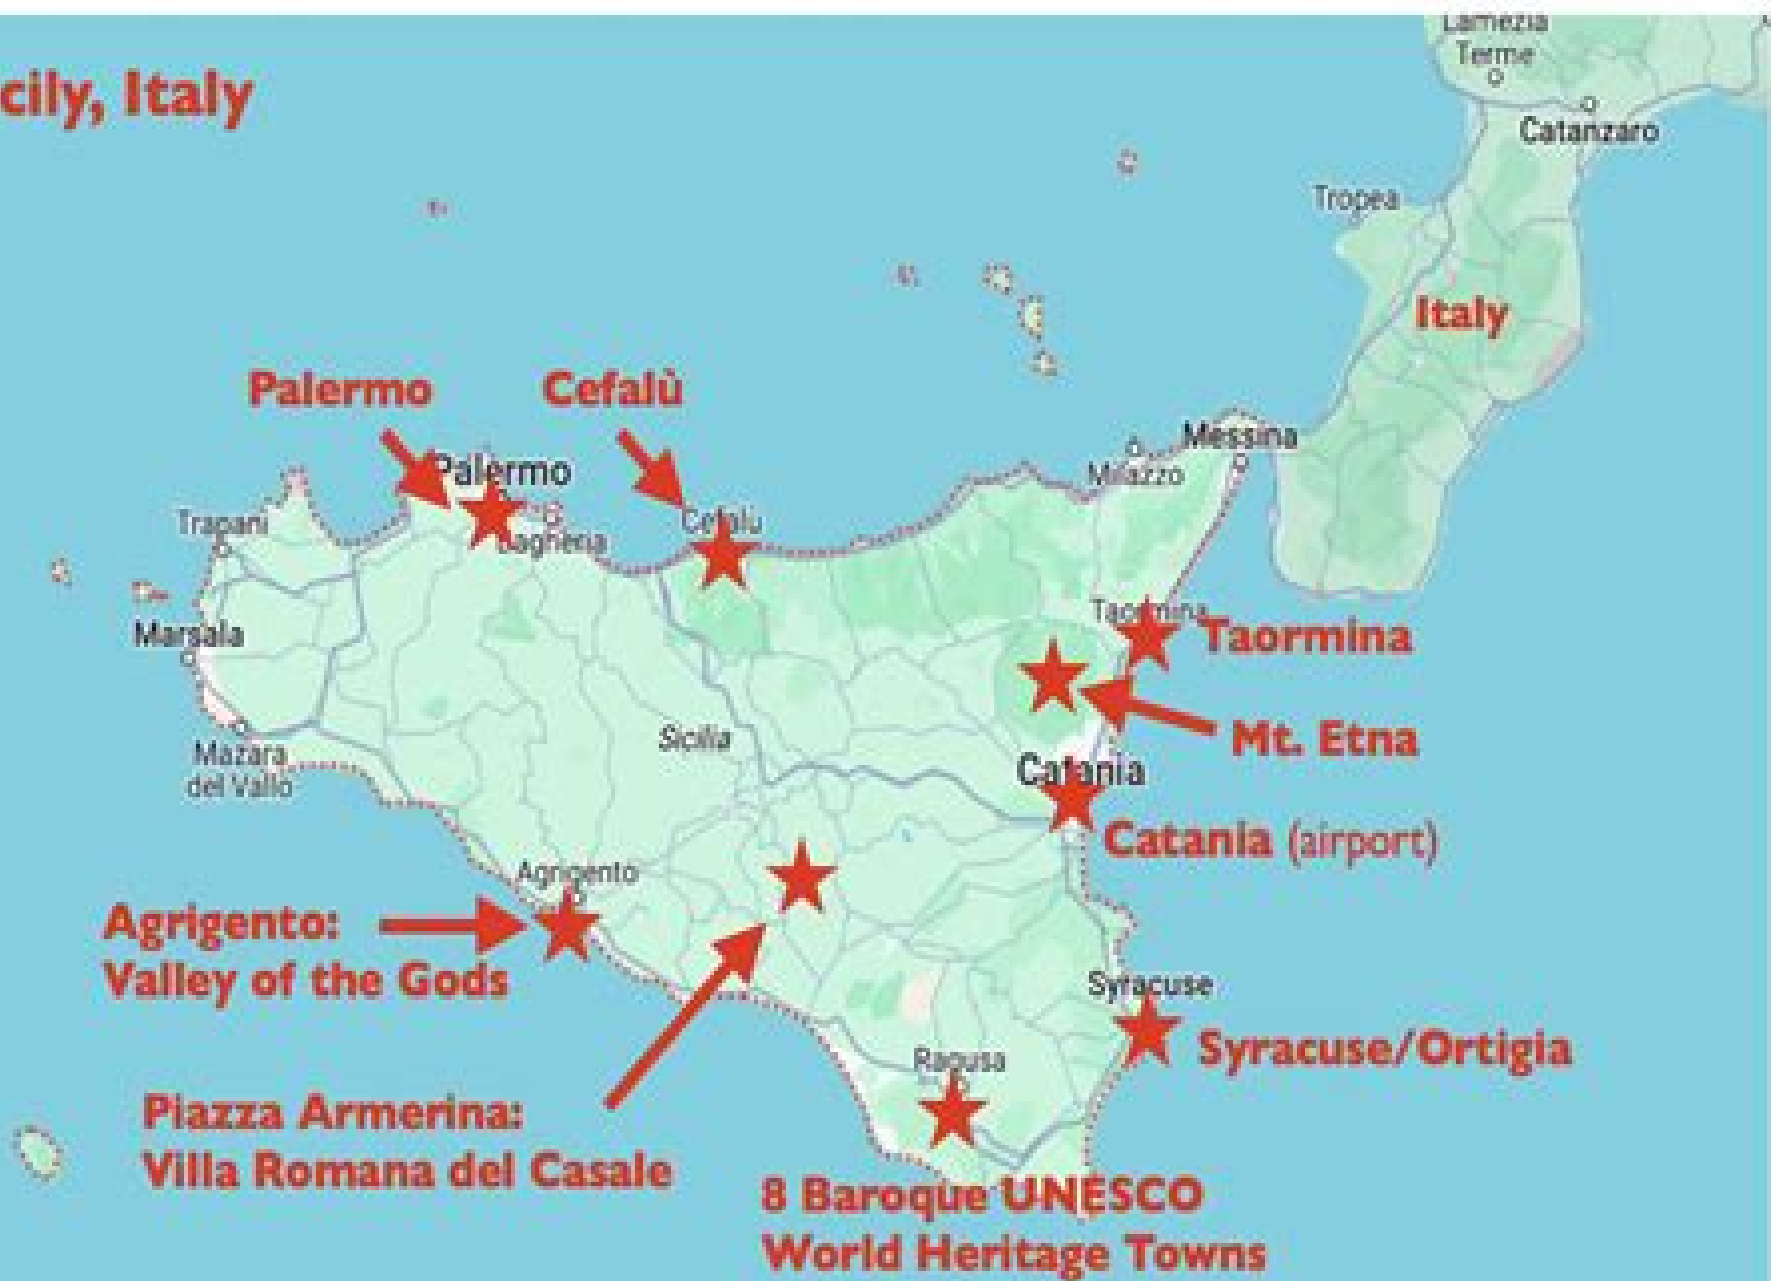 cily, Italy
Lamezia
Terme
Catanzaro
Tropea
Italy
Palermo
Cefalù
Palermo
Messina
Milazzo
Trapani
Cefalù
Bagheria
Taormina
Taormina
Marsala
Mt. Etna
Sicilia
Mazara
del Vallo
Catania
Catania (airport)
Agrigento
Agrigento:
Valley of the Gods
Syracuse
Syracuse/Ortigia
Ragusa
Piazza Armerina:
Villa Romana del Casale
8 Baroque UNESCO
World Heritage Towns